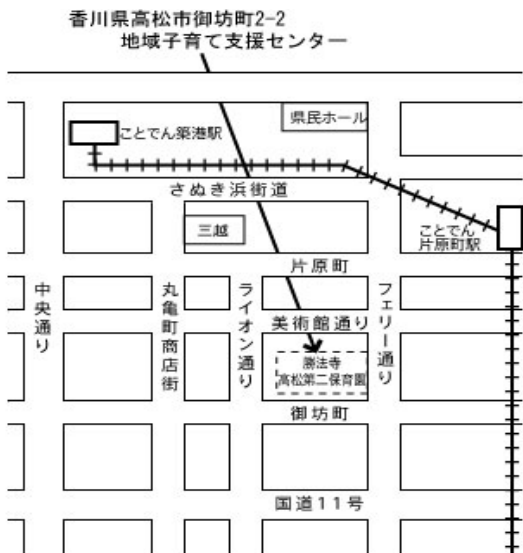 香川県高松市御坊町2-2
地域子育て支援センター
県民ホール
ことでん築港駅
さぬき浜街道
三越
ことでん
片原町駅
片原町
中央通り
丸亀町商店街
ライオン通り
フェリー通り
美術館通り
勝法寺
高松第二保育園
御坊町
国道11号